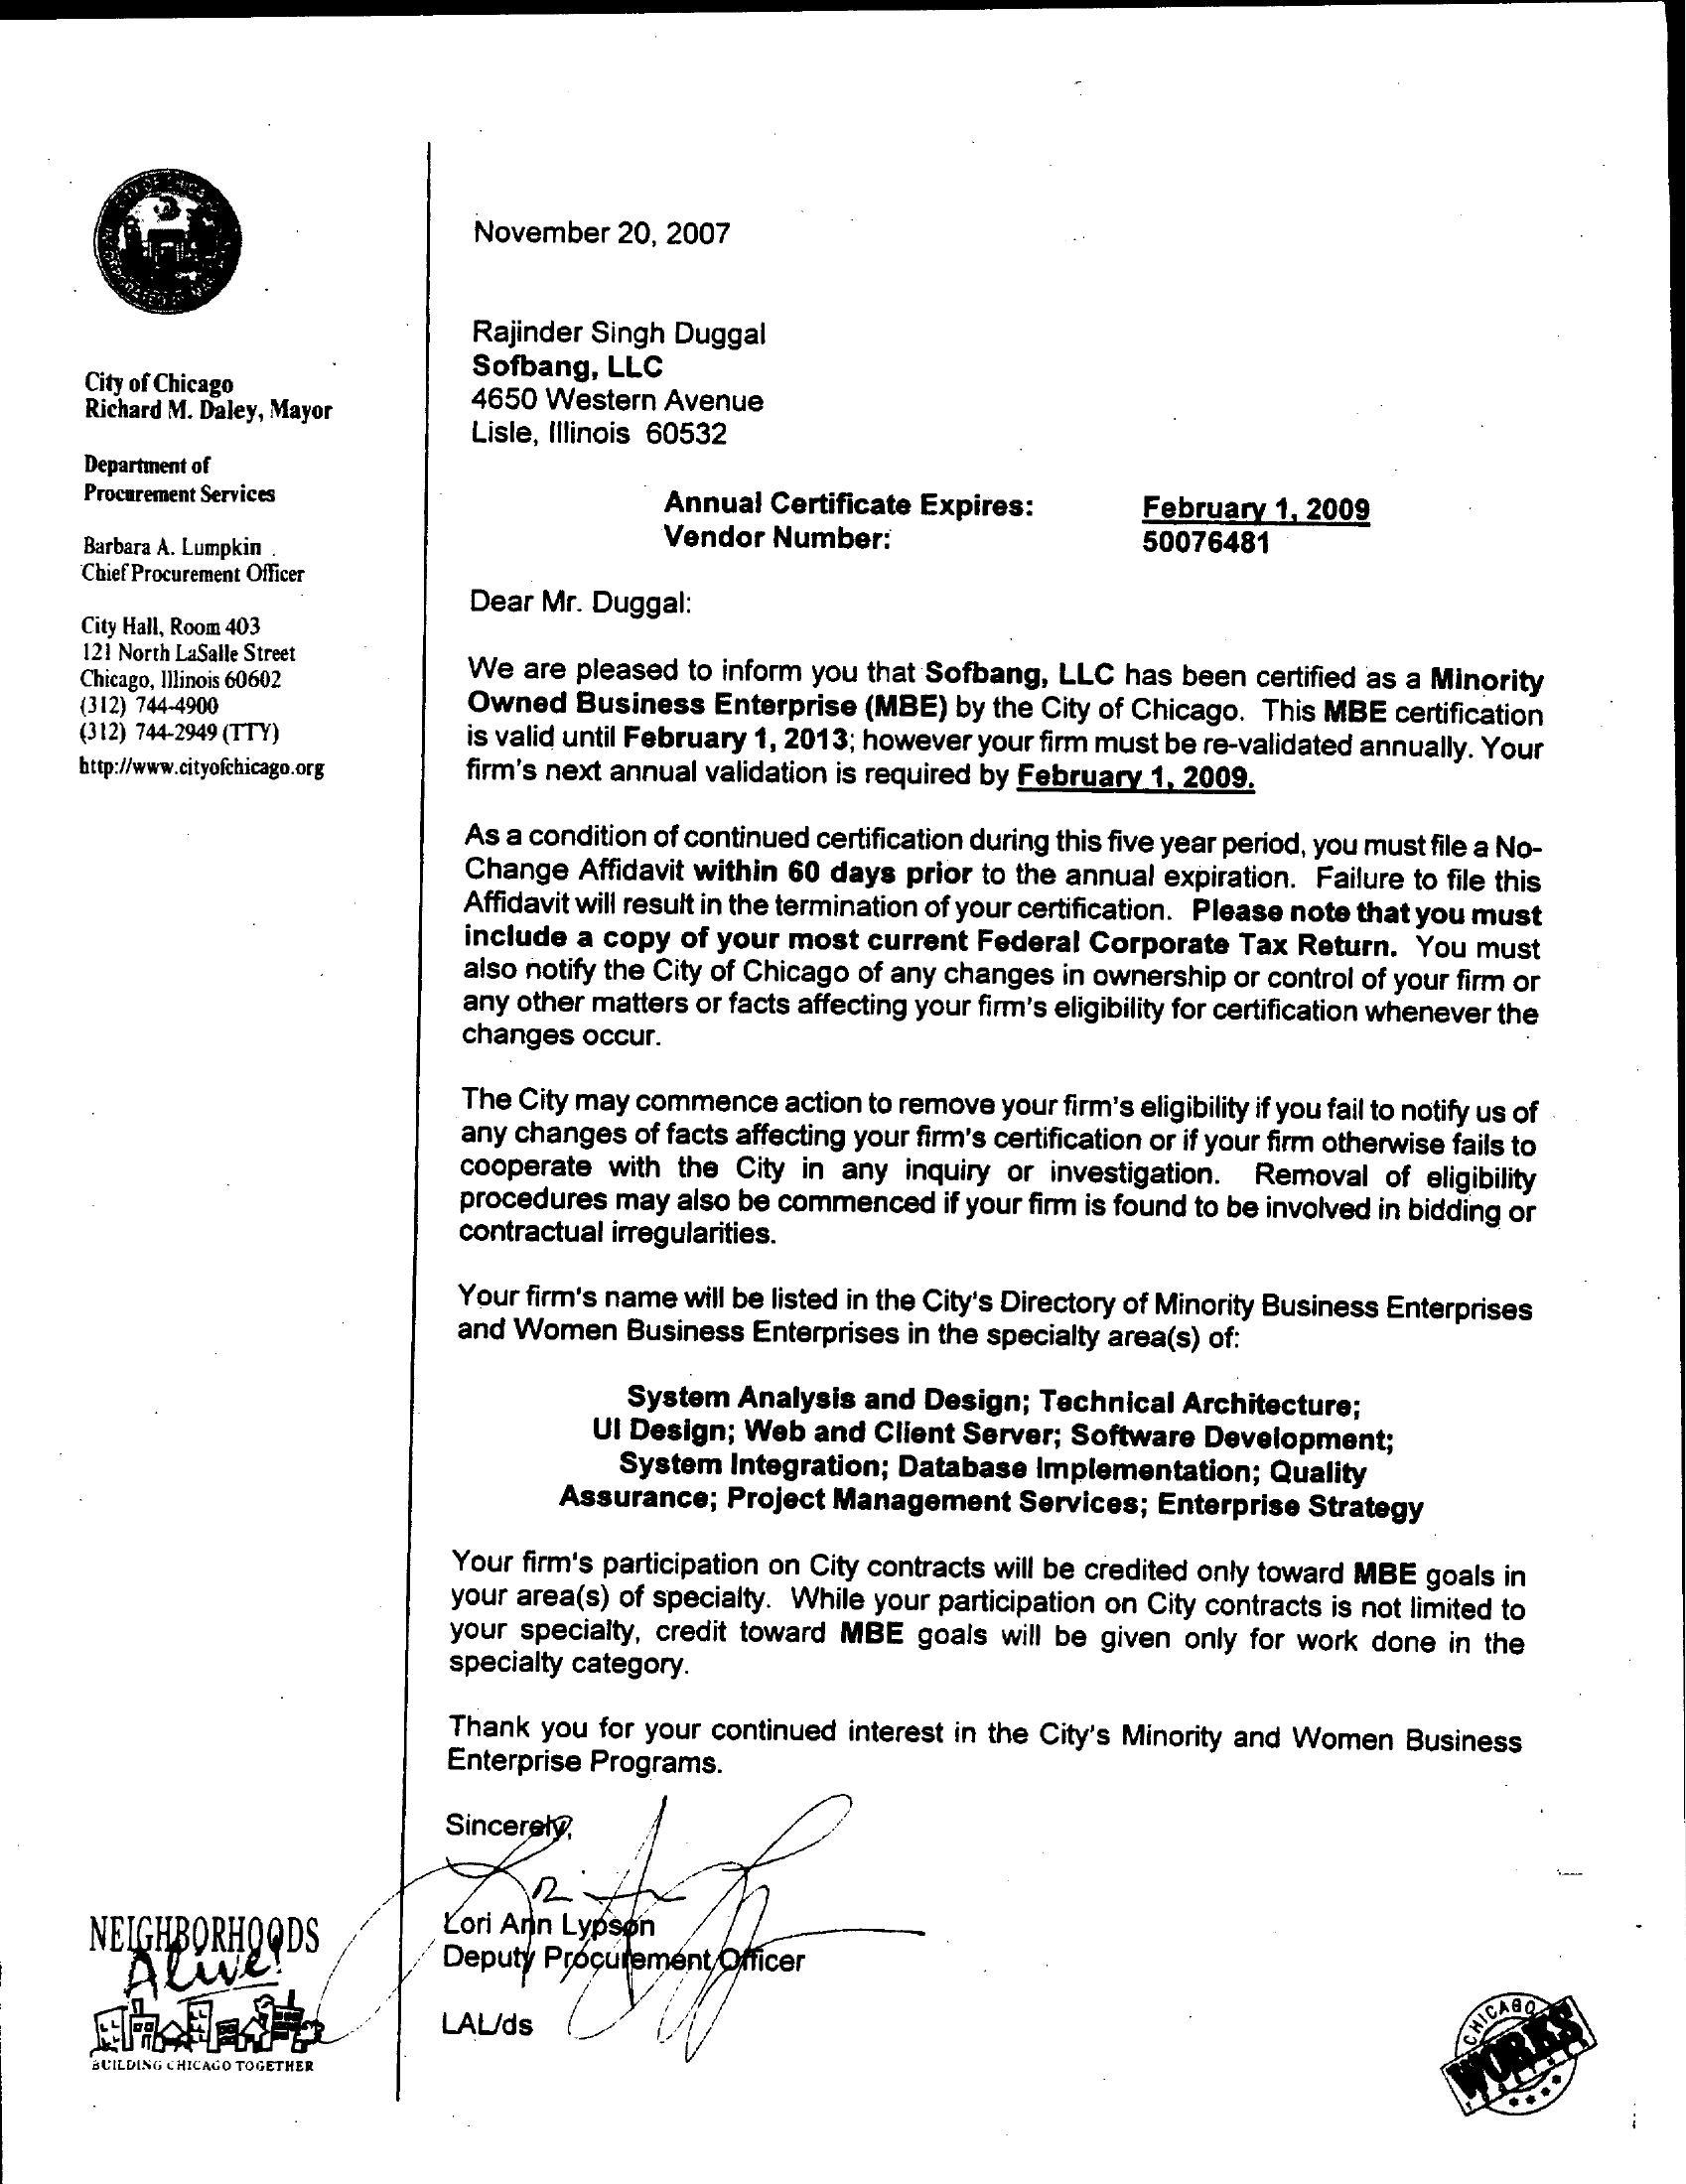 City of Chicago
Richard M. Daley, Mayor
Department of
Procurement Services
Barbara A. Lumpkin
Chief Procurement Officer
City Hall, Room 403
121 North LaSalle Street
Chicago, Illinois 60602
(312) 744-4900
(312) 744-2949 (TTY)
http://www.cityofchicago.org
November 20, 2007
Rajinder Singh Duggal
Sofbang, LLC
4650 Western Avenue
Lisle, Illinois 60532
Annual Certificate Expires: February 1, 2009
Vendor Number: 50076481
Dear Mr. Duggal:
We are pleased to inform you that Sofbang, LLC has been certified as a Minority
Owned Business Enterprise (MBE) by the City of Chicago. This MBE certification
is valid until February 1, 2013; however your firm must be re-validated annually. Your
firm's next annual validation is required by February 1, 2009.
As a condition of continued certification during this five year period, you must file a No-
Change Affidavit within 60 days prior to the annual expiration. Failure to file this
Affidavit will result in the termination of your certification. Please note that you must
include a copy of your most current Federal Corporate Tax Return. You must
also notify the City of Chicago of any changes in ownership or control of your firm or
any other matters or facts affecting your firm's eligibility for certification whenever the
changes occur.
The City may commence action to remove your firm's eligibility if you fail to notify us of
any changes of facts affecting your firm's certification or if your firm otherwise fails to
cooperate with the City in any inquiry or investigation. Removal of eligibility
procedures may also be commenced if your firm is found to be involved in bidding or
contractual irregularities.
Your firm's name will be listed in the City's Directory of Minority Business Enterprises
and Women Business Enterprises in the specialty area(s) of:
System Analysis and Design; Technical Architecture;
UI Design; Web and Client Server; Software Development;
System Integration; Database Implementation; Quality
Assurance; Project Management Services; Enterprise Strategy
Your firm's participation on City contracts will be credited only toward MBE goals in
your area(s) of specialty. While your participation on City contracts is not limited to
your specialty, credit toward MBE goals will be given only for work done in the
specialty category.
Thank you for your continued interest in the City's Minority and Women Business
Enterprise Programs.
Sincerely,
Lori Ann Lypson
Deputy Procurement Officer
LAL/ds
NEIGHBORHOODS
Alive!
BUILDING CHICAGO TOGETHER
CHICAGO
WORKS